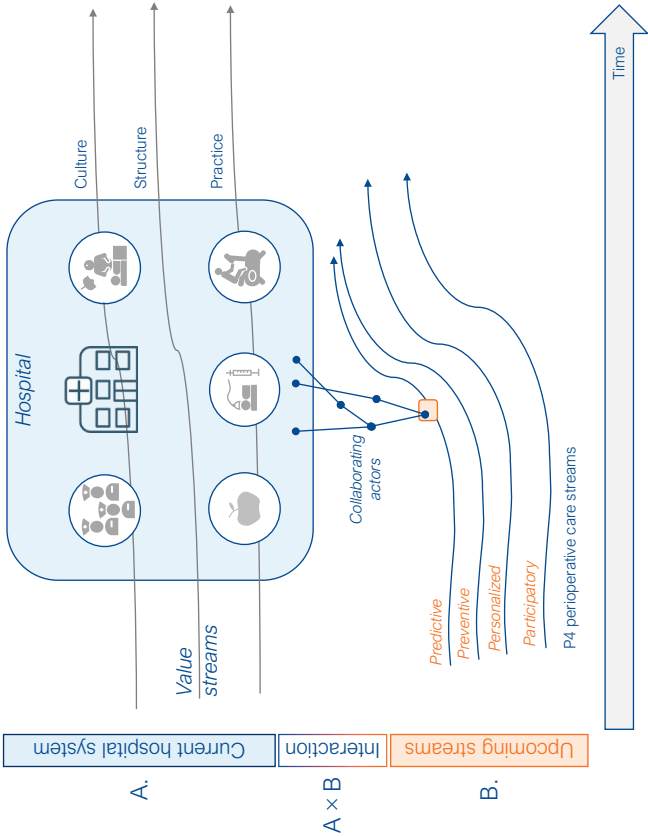 A.
Current hospital system
Hospital
Culture
Structure
Practice
Value
streams
A × B
Interaction
Collaborating
actors
B.
Upcoming streams
Predictive
Preventive
Personalized
Participatory
P4 perioperative care streams
Time